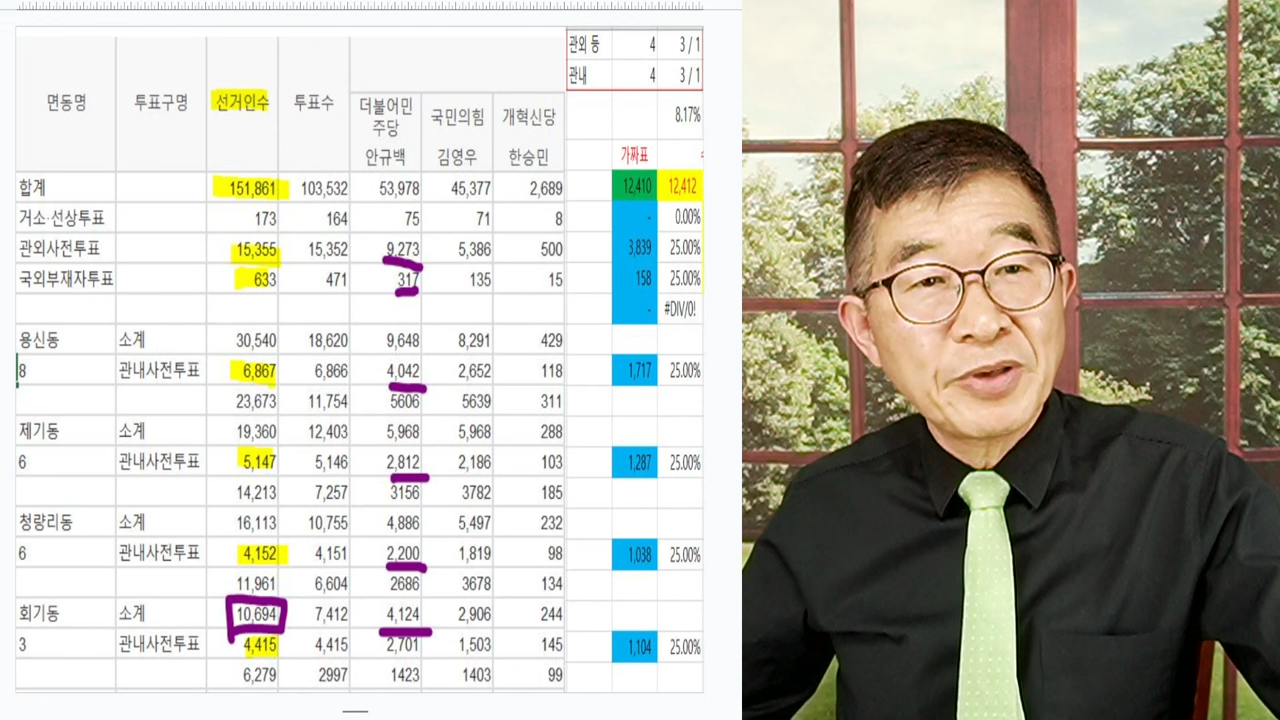 관외 등 4 3 / 1
관내 4 3 / 1
8.17%
면동명 투표구명 선거인수 투표수 더불어민주당 안규백 국민의힘 김영우 개혁신당 한승민 가짜표
합계 151,861 103,532 53,978 45,377 2,689 12,410 12,412
거소·선상투표 173 164 75 71 8 - 0.00%
관외사전투표 15,355 15,352 9,273 5,386 500 3,839 25.00%
국외부재자투표 633 471 317 135 15 158 25.00%
- #DIV/0!
용신동 소계 30,540 18,620 9,648 8,291 429
8 관내사전투표 6,867 6,866 4,042 2,652 118 1,717 25.00%
23,673 11,754 5606 5639 311
제기동 소계 19,360 12,403 5,968 5,968 288
6 관내사전투표 5,147 5,146 2,812 2,186 103 1,287 25.00%
14,213 7,257 3156 3782 185
청량리동 소계 16,113 10,755 4,886 5,497 232
6 관내사전투표 4,152 4,151 2,200 1,819 98 1,038 25.00%
11,961 6,604 2686 3678 134
회기동 소계 10,694 7,412 4,124 2,906 244
3 관내사전투표 4,415 4,415 2,701 1,503 145 1,104 25.00%
6,279 2997 1423 1403 99